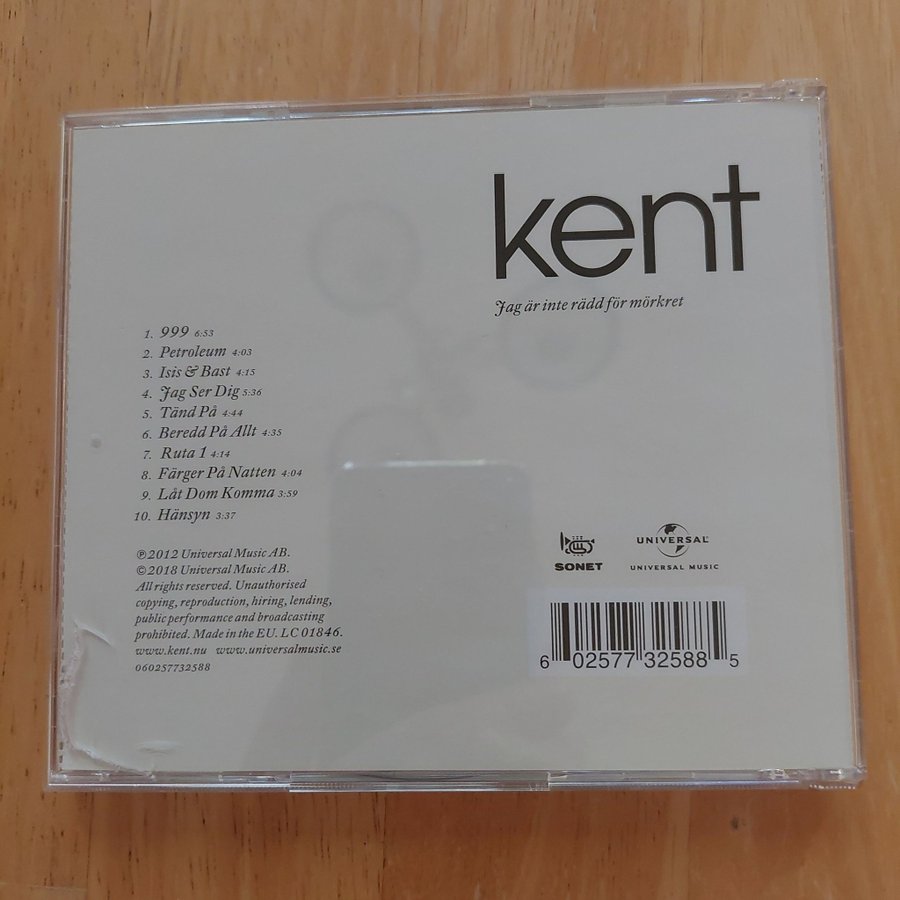 kent
Jag är inte rädd för mörkret
1. 999 6:53
2. Petroleum 4:03
3. Isis & Bast 4:15
4. Jag Ser Dig 5:36
5. Tänd På 4:44
6. Beredd På Allt 4:35
7. Ruta 1 4:14
8. Färger På Natten 4:04
9. Låt Dom Komma 3:59
10. Hänsyn 3:37
℗ 2012 Universal Music AB.
© 2018 Universal Music AB.
All rights reserved. Unauthorised
copying, reproduction, hiring, lending,
public performance and broadcasting
prohibited. Made in the EU. LC 01846.
www.kent.nu www.universalmusic.se
060257732588
SONET
UNIVERSAL
UNIVERSAL MUSIC
6 02577 32588 5